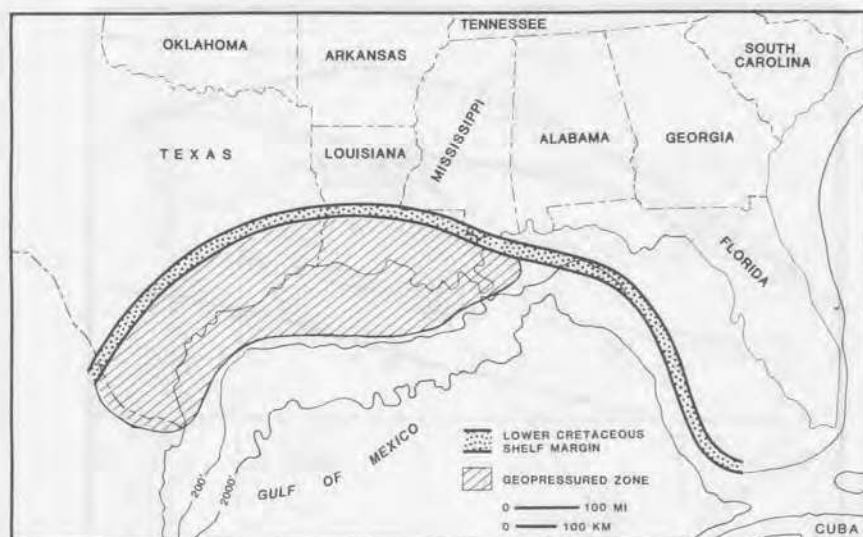 TENNESSEE
OKLAHOMA
ARKANSAS
SOUTH
CAROLINA
MISSISSIPPI
TEXAS
LOUISIANA
ALABAMA
GEORGIA
FLORIDA
LOWER CRETACEOUS
SHELF MARGIN
GEOPRESSURED ZONE
0 100 MI
0 100 KM
200'
2000'
GULF OF MEXICO
CUBA